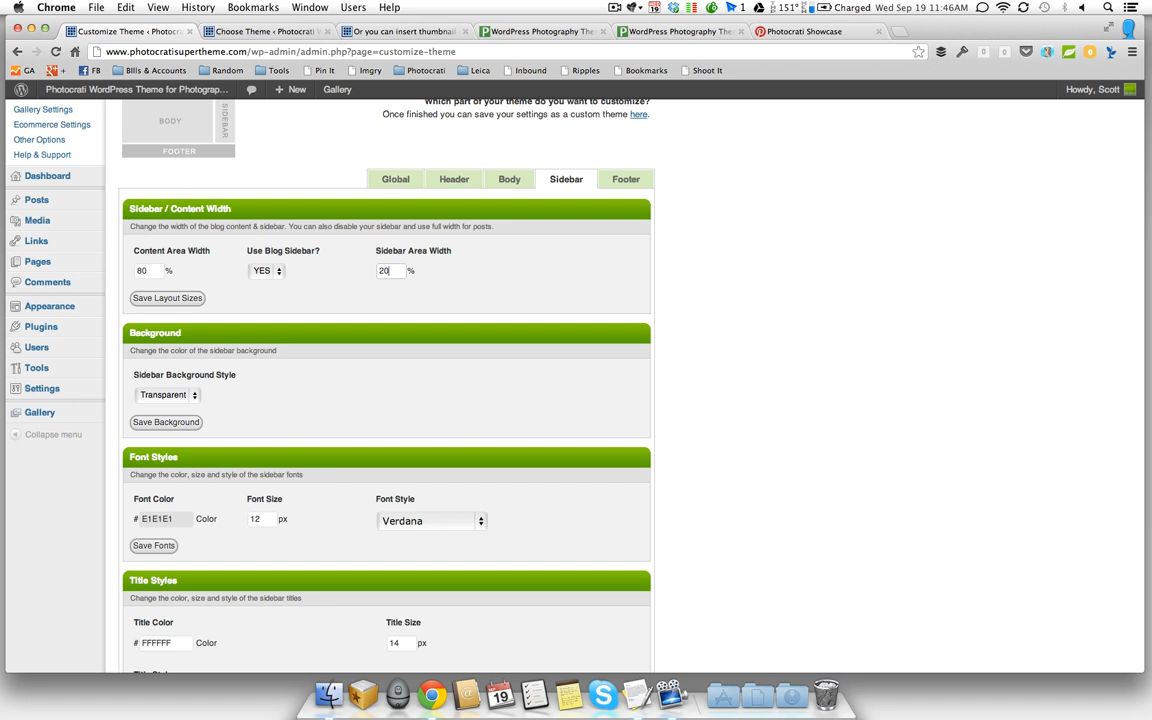 Chrome File Edit View History Bookmarks Window Users Help 1 151° Charged Wed Sep 19 11:46AM
Customize Theme ‹ Photocra Choose Theme ‹ Photocrati W Or you can insert thumbnail WordPress Photography The WordPress Photography The Photocrati Showcase
www.photocratisupertheme.com/wp-admin/admin.php?page=customize-theme
GA + FB Bills & Accounts Random Tools Pin It Imgry Photocrati Leica Inbound Ripples Bookmarks Shoot It
Photocrati WordPress Theme for Photograp... + New Gallery Howdy, Scott
Gallery Settings
Ecommerce Settings
Other Options
Help & Support
Dashboard
Posts
Media
Links
Pages
Comments
Appearance
Plugins
Users
Tools
Settings
Gallery
Collapse menu
BODY
SIDEBAR
FOOTER
Which part of your theme do you want to customize?
Once finished you can save your settings as a custom theme here.
Global Header Body Sidebar Footer
Sidebar / Content Width
Change the width of the blog content & sidebar. You can also disable your sidebar and use full width for posts.
Content Area Width Use Blog Sidebar? Sidebar Area Width
80 % YES 20 %
Save Layout Sizes
Background
Change the color of the sidebar background
Sidebar Background Style
Transparent
Save Background
Font Styles
Change the color, size and style of the sidebar fonts
Font Color Font Size Font Style
# E1E1E1 Color 12 px Verdana
Save Fonts
Title Styles
Change the color, size and style of the sidebar titles
Title Color Title Size
# FFFFFF Color 14 px
19